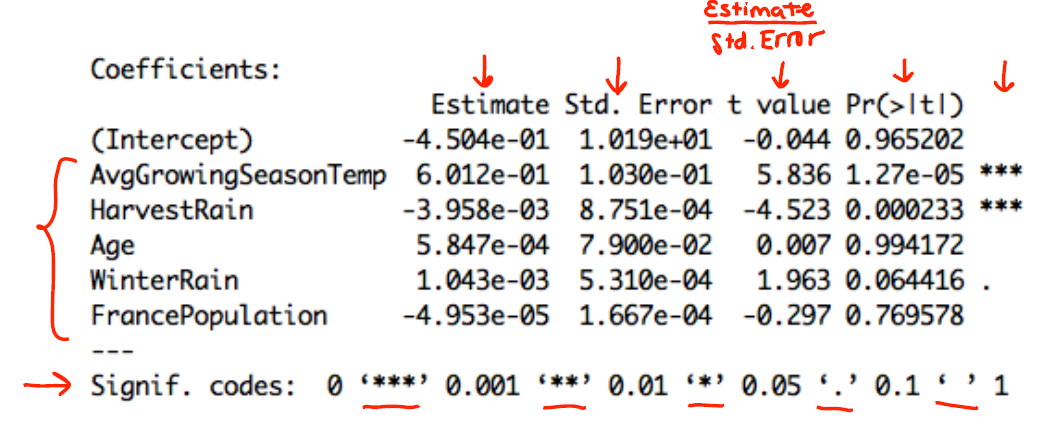 Estimate
Std. Error
Coefficients:
Estimate Std. Error t value Pr(>|t|)
(Intercept) -4.504e-01 1.019e+01 -0.044 0.965202
AvgGrowingSeasonTemp 6.012e-01 1.030e-01 5.836 1.27e-05 ***
HarvestRain -3.958e-03 8.751e-04 -4.523 0.000233 ***
Age 5.847e-04 7.900e-02 0.007 0.994172
WinterRain 1.043e-03 5.310e-04 1.963 0.064416 .
FrancePopulation -4.953e-05 1.667e-04 -0.297 0.769578
---
Signif. codes: 0 ‘***’ 0.001 ‘**’ 0.01 ‘*’ 0.05 ‘.’ 0.1 ‘ ’ 1